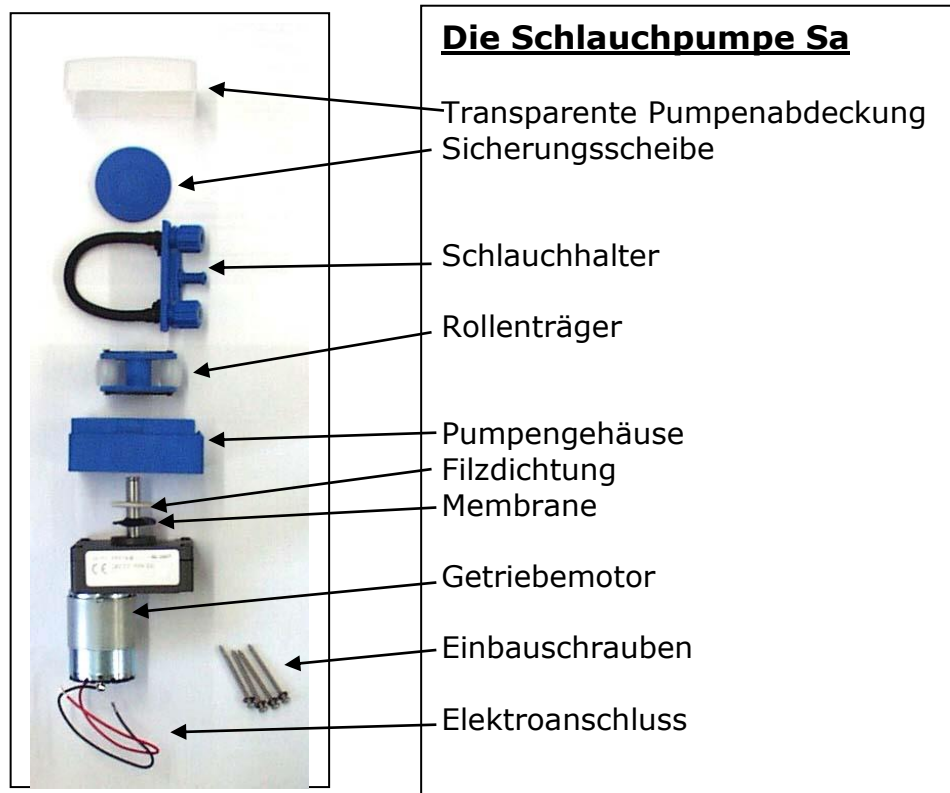 Die Schlauchpumpe Sa
Transparente Pumpenabdeckung
Sicherungsscheibe
Schlauchhalter
Rollenträger
Pumpengehäuse
Filzdichtung
Membrane
Getriebemotor
Einbauschrauben
Elektroanschluss
CE